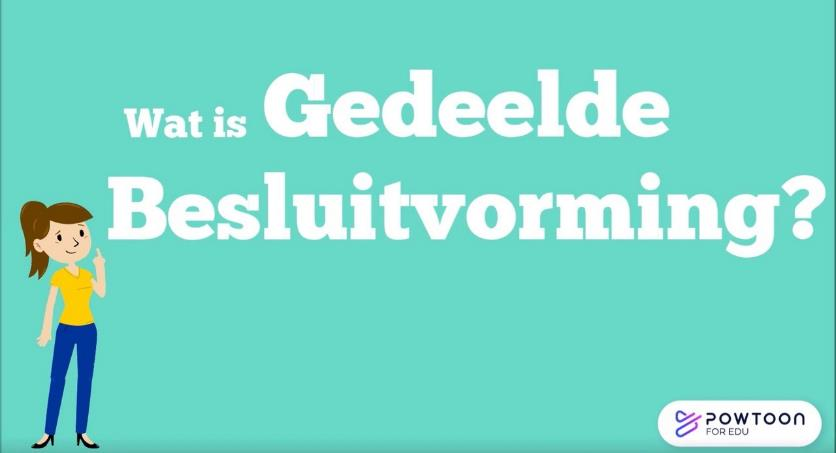 Wat is Gedeelde
Besluitvorming?
POWTOON
FOR EDU